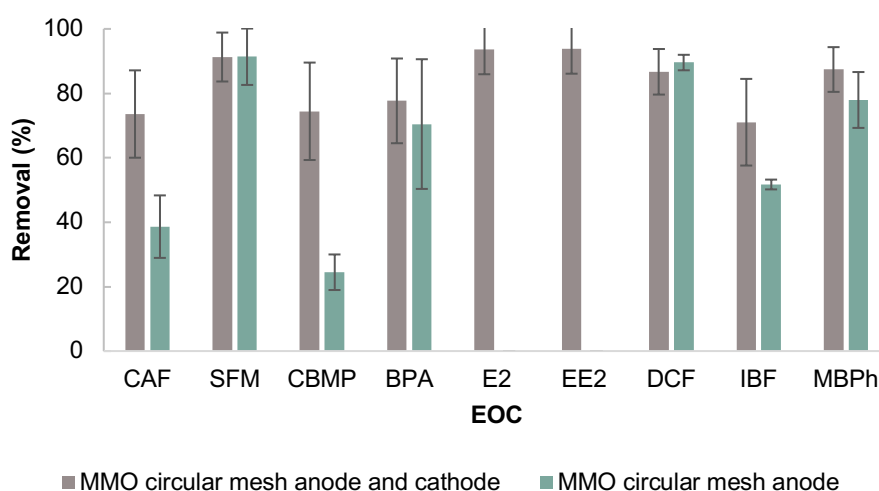 Removal (%)
100
80
60
40
20
0
CAF SFM CBMP BPA E2 EE2 DCF IBF MBPh
EOC
MMO circular mesh anode and cathode MMO circular mesh anode